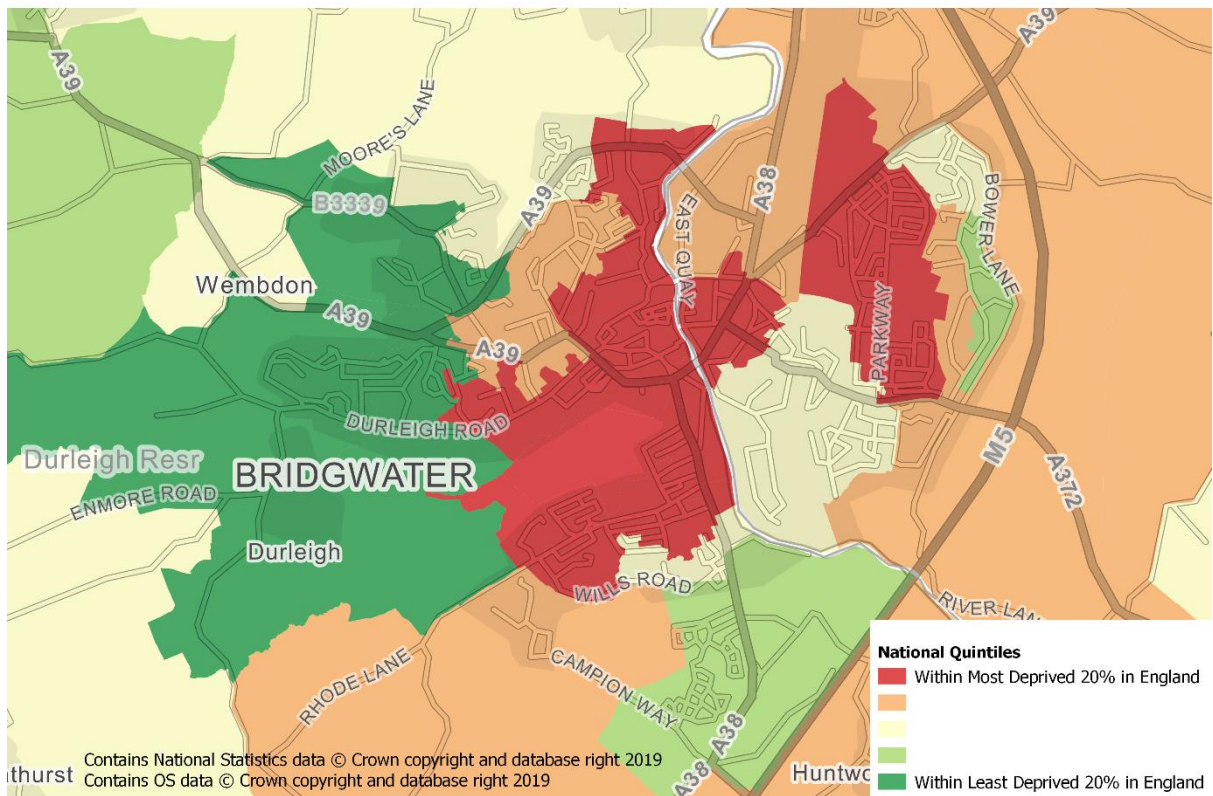 A39
A39
MOORE'S LANE
B3339
A39
A38
EAST QUAY
BOWER LANE
Wembdon
A39
A39
PARKWAY
DURLEIGH ROAD
Durleigh Resr
BRIDGWATER
M5
A372
ENMORE ROAD
Durleigh
WILLS ROAD
RIVER LAN
RHODE LANE
CAMPION WAY
A38
A38
Huntwo
athurst
National Quintiles
Within Most Deprived 20% in England
Within Least Deprived 20% in England
Contains National Statistics data © Crown copyright and database right 2019
Contains OS data © Crown copyright and database right 2019